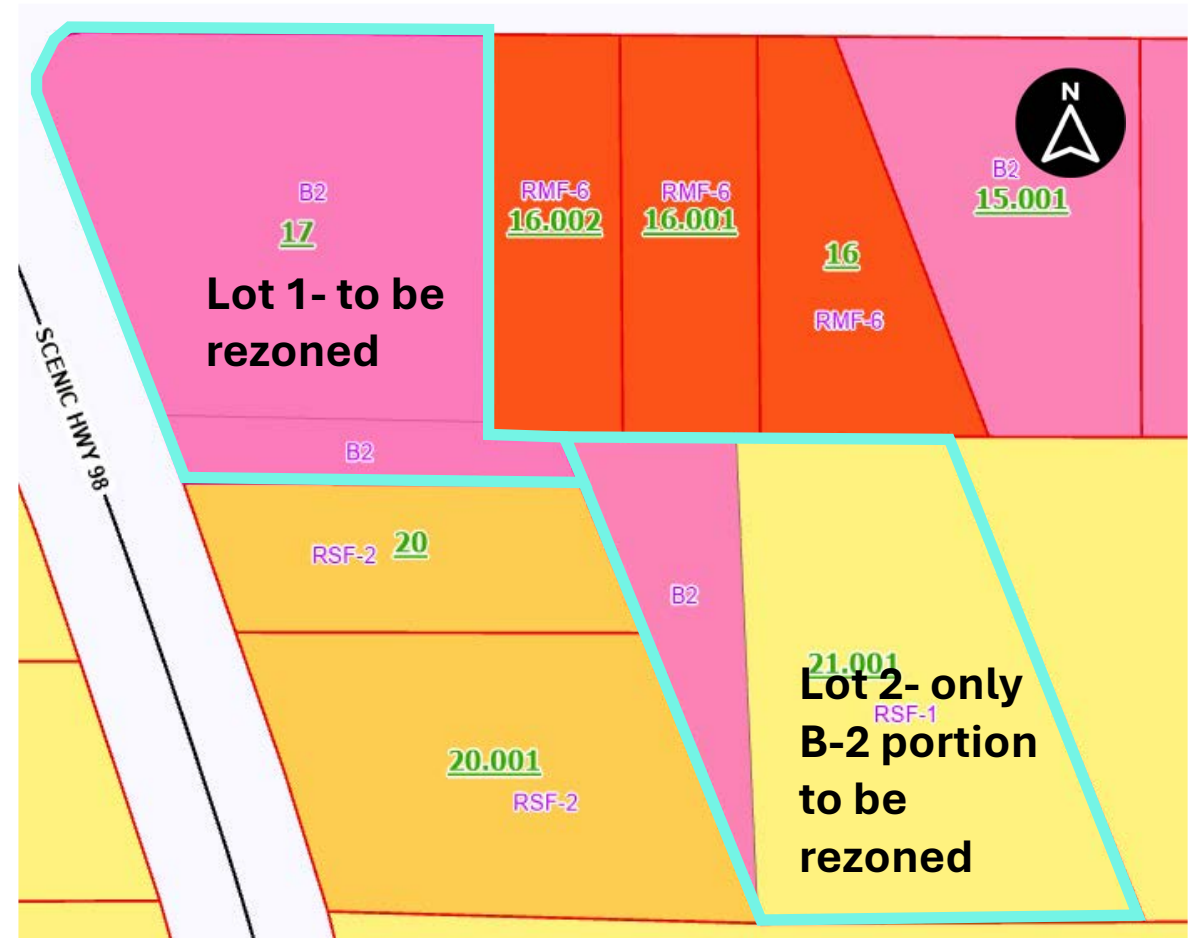 N
B2
17
RMF-6
16.002
RMF-6
16.001
16
RMF-6
B2
15.001
Lot 1- to be
rezoned
SCENIC HWY 98
B2
RSF-2 20
B2
20.001
RSF-2
21.001
Lot 2- only
RSF-1
B-2 portion
to be
rezoned